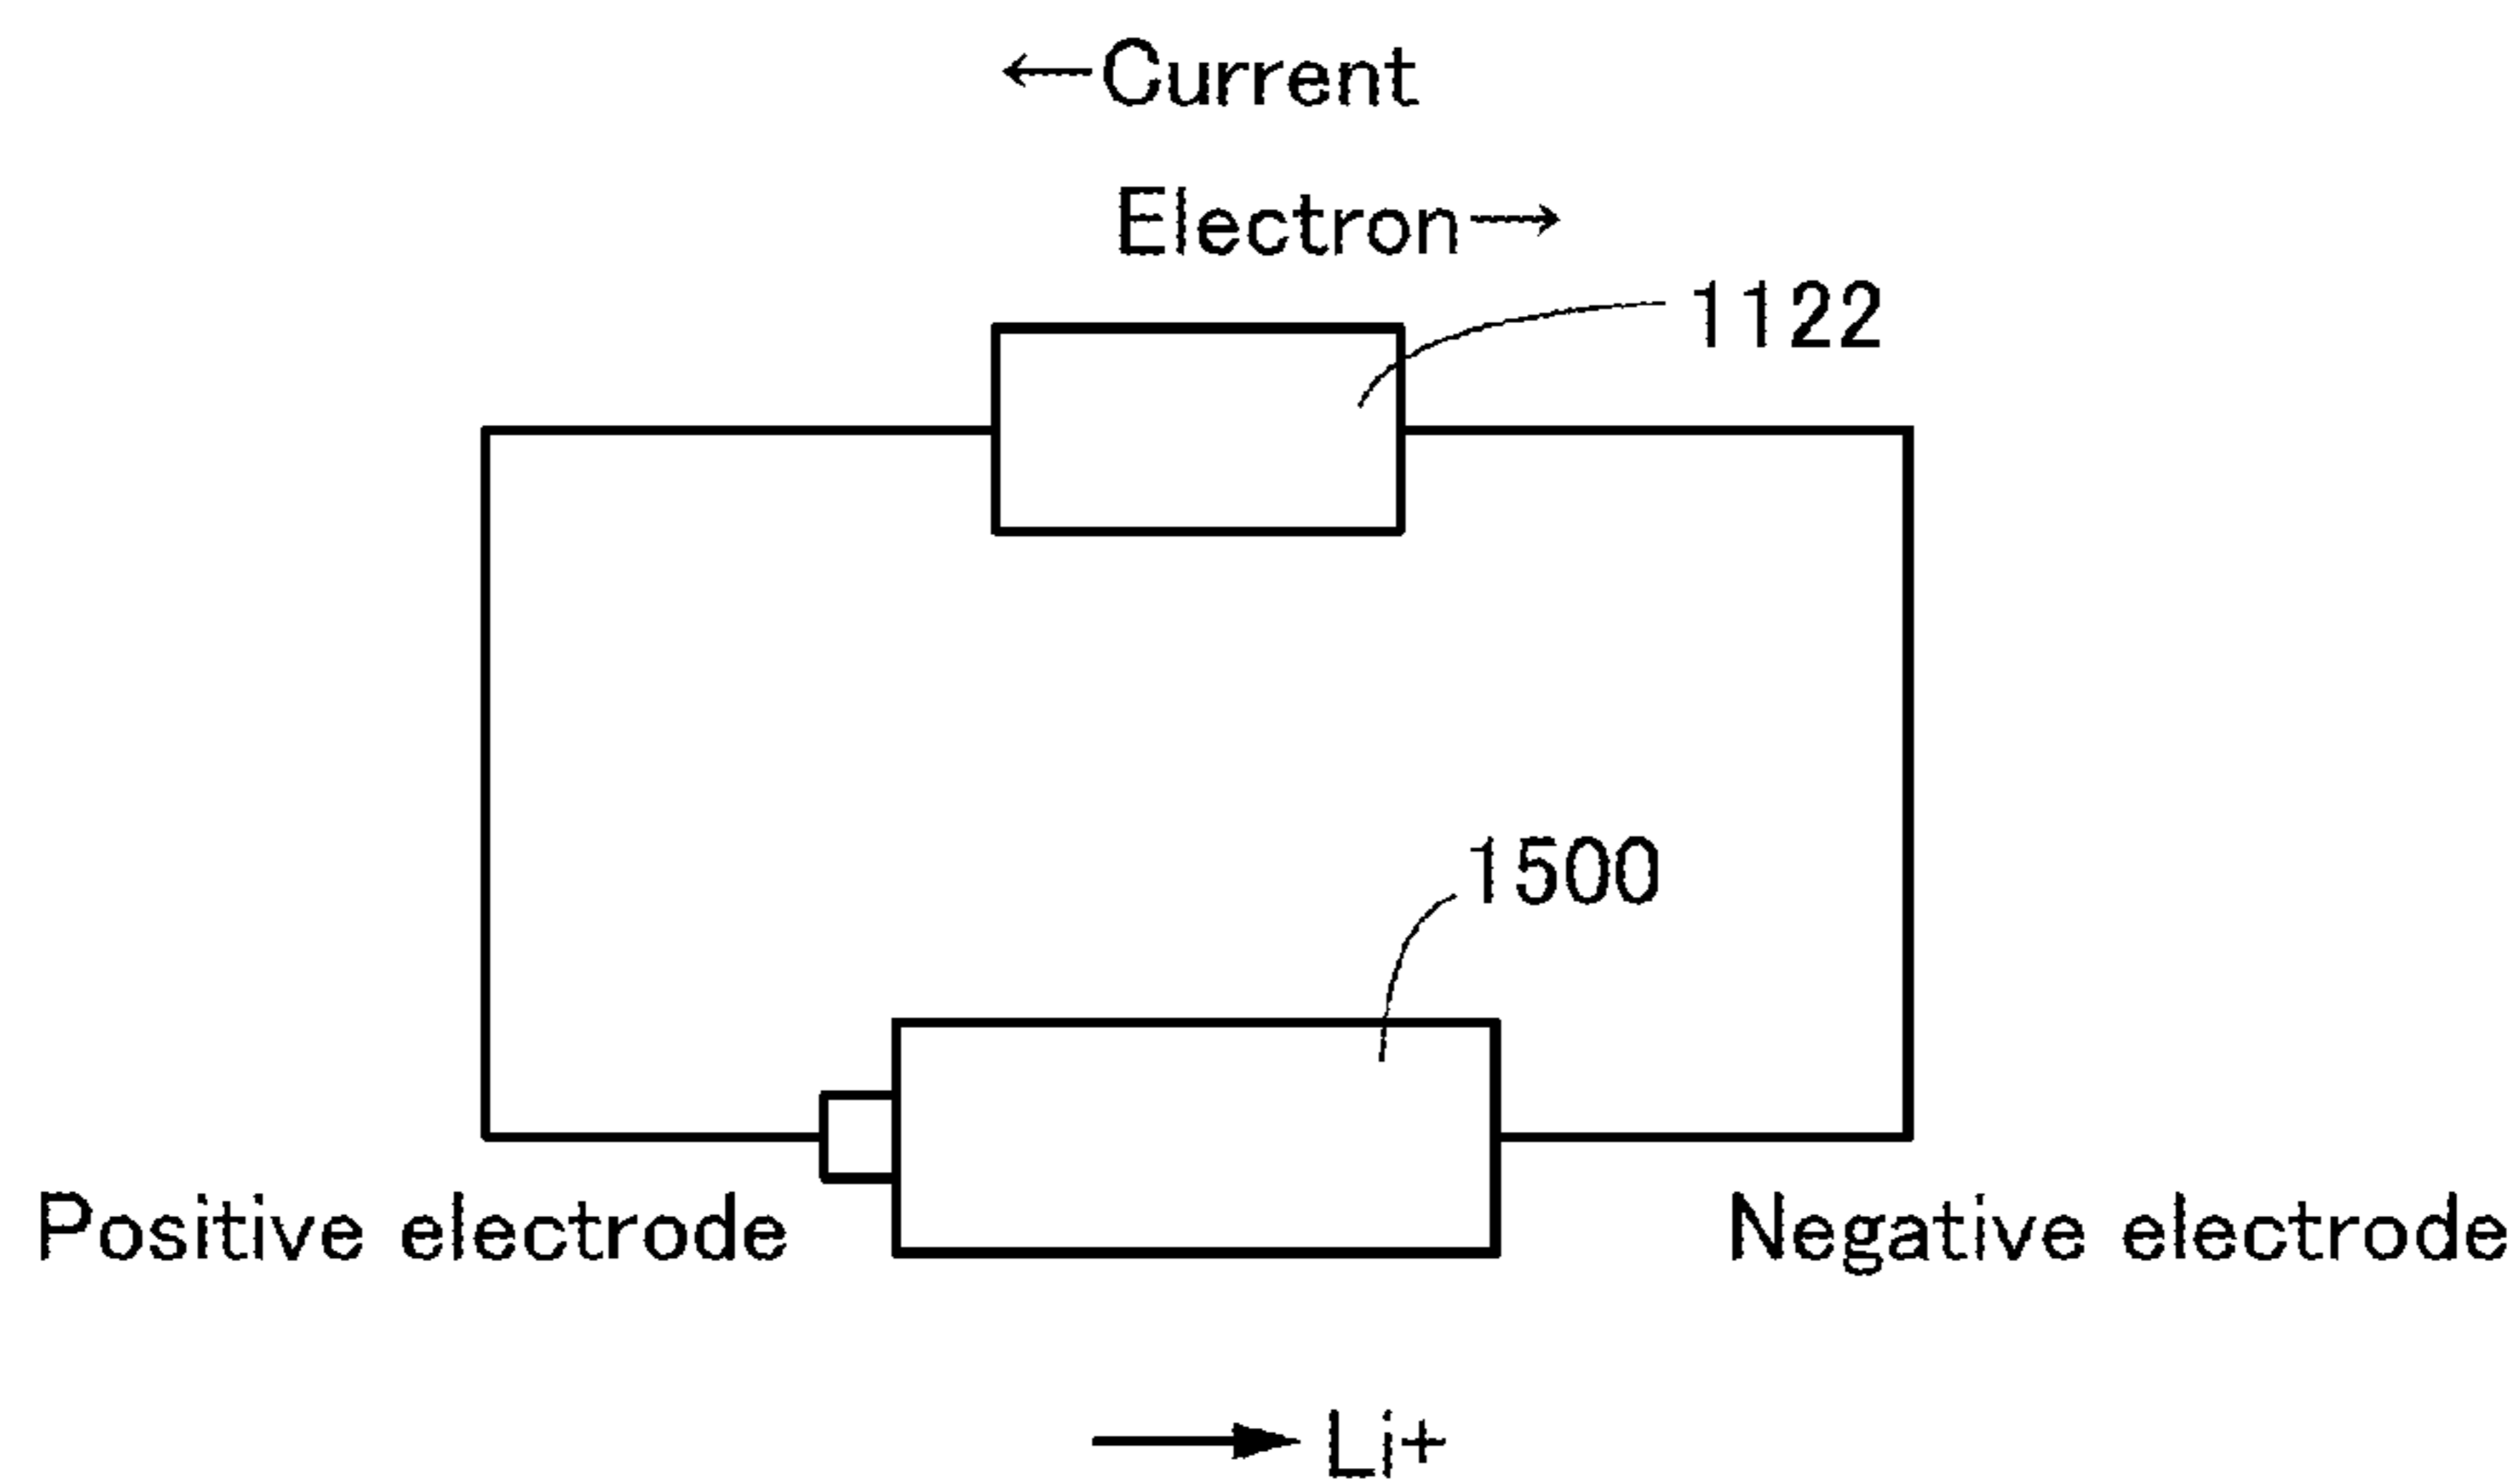 ←Current
Electron→
1122
1500
Positive electrode
Negative electrode
→Li+